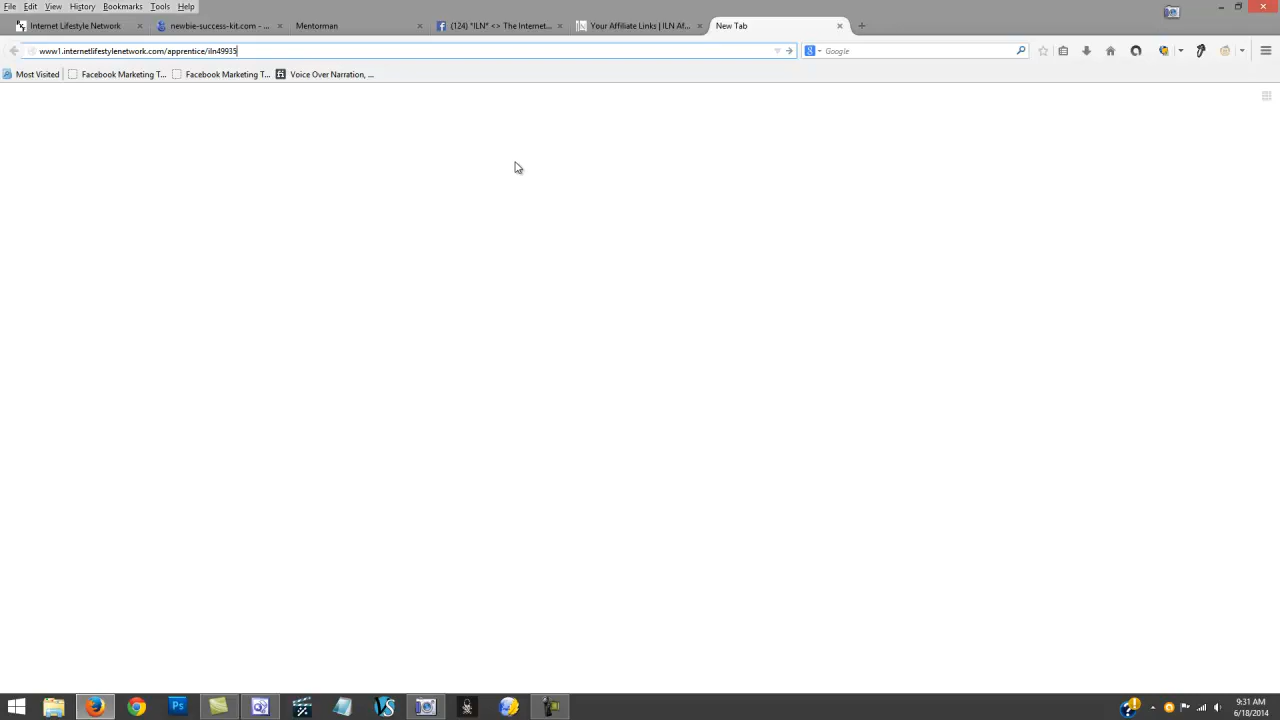 File Edit View History Bookmarks Tools Help
Internet Lifestyle Network
newbie-success-kit.com - ...
Mentorman
(124) *ILN* <> The Internet...
Your Affiliate Links | ILN Af...
New Tab
www1.internetlifestylenetwork.com/apprentice/iln49935
Google
Most Visited
Facebook Marketing T...
Facebook Marketing T...
Voice Over Narration, ...
Ps
9:31 AM
6/18/2014